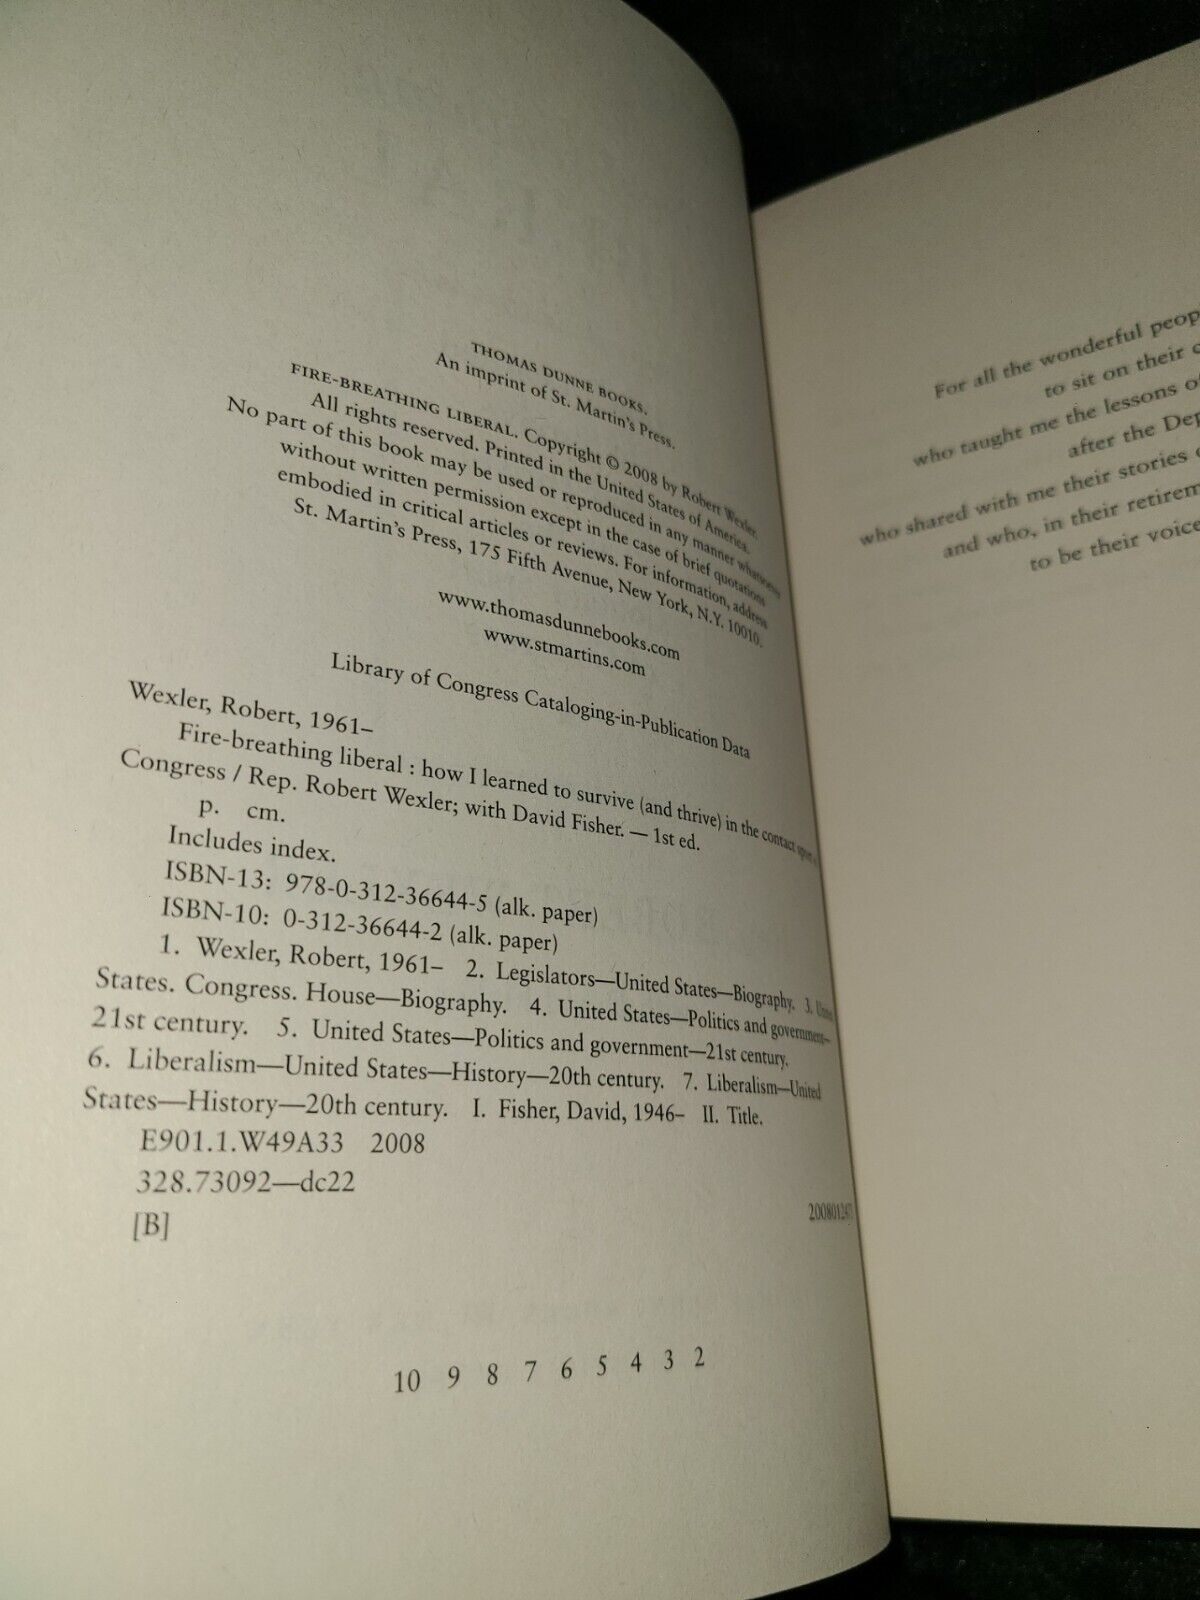 THOMAS DUNNE BOOKS.
An imprint of St. Martin's Press.
FIRE-BREATHING LIBERAL. Copyright © 2008 by Robert Wexler.
All rights reserved. Printed in the United States of America.
No part of this book may be used or reproduced in any manner whatsoever
without written permission except in the case of brief quotations
embodied in critical articles or reviews. For information, address
St. Martin's Press, 175 Fifth Avenue, New York, N.Y. 10010.
www.thomasdunnebooks.com
www.stmartins.com
Library of Congress Cataloging-in-Publication Data
Wexler, Robert, 1961–
Fire-breathing liberal : how I learned to survive (and thrive) in the contact sport
Congress / Rep. Robert Wexler; with David Fisher. — 1st ed.
p. cm.
Includes index.
ISBN-13: 978-0-312-36644-5 (alk. paper)
ISBN-10: 0-312-36644-2 (alk. paper)
1. Wexler, Robert, 1961– 2. Legislators—United States—Biography. 3.
States. Congress. House—Biography. 4. United States—Politics and government—
21st century. 5. United States—Politics and government—21st century.
6. Liberalism—United States—History—20th century. 7. Liberalism—United
States—History—20th century. I. Fisher, David, 1946– II. Title.
E901.1.W49A33 2008
328.73092—dc22
[B]
10 9 8 7 6 5 4 3 2
For all the wonderful peop
to sit on their c
who taught me the lessons of
after the Dep
who shared with me their stories
and who, in their retirem
to be their voice